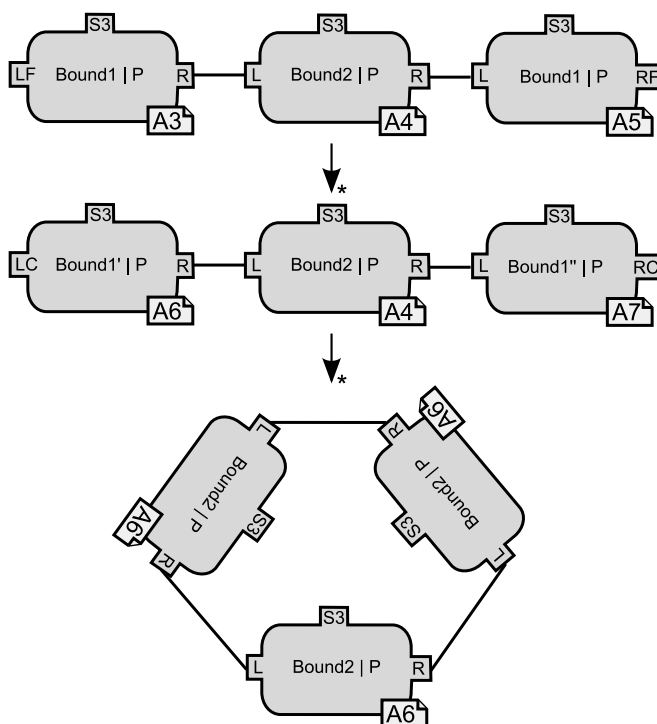 S3 S3 S3
LF Bound1 | P R L Bound2 | P R L Bound1 | P RF
A3 A4 A5
*
S3 S3 S3
LC Bound1' | P R L Bound2 | P R L Bound1" | P RC
A6 A4 A7
*
A6 L Bound2 | P S3 R
A6 R Bound2 | P S3 L
S3
L Bound2 | P R
A6